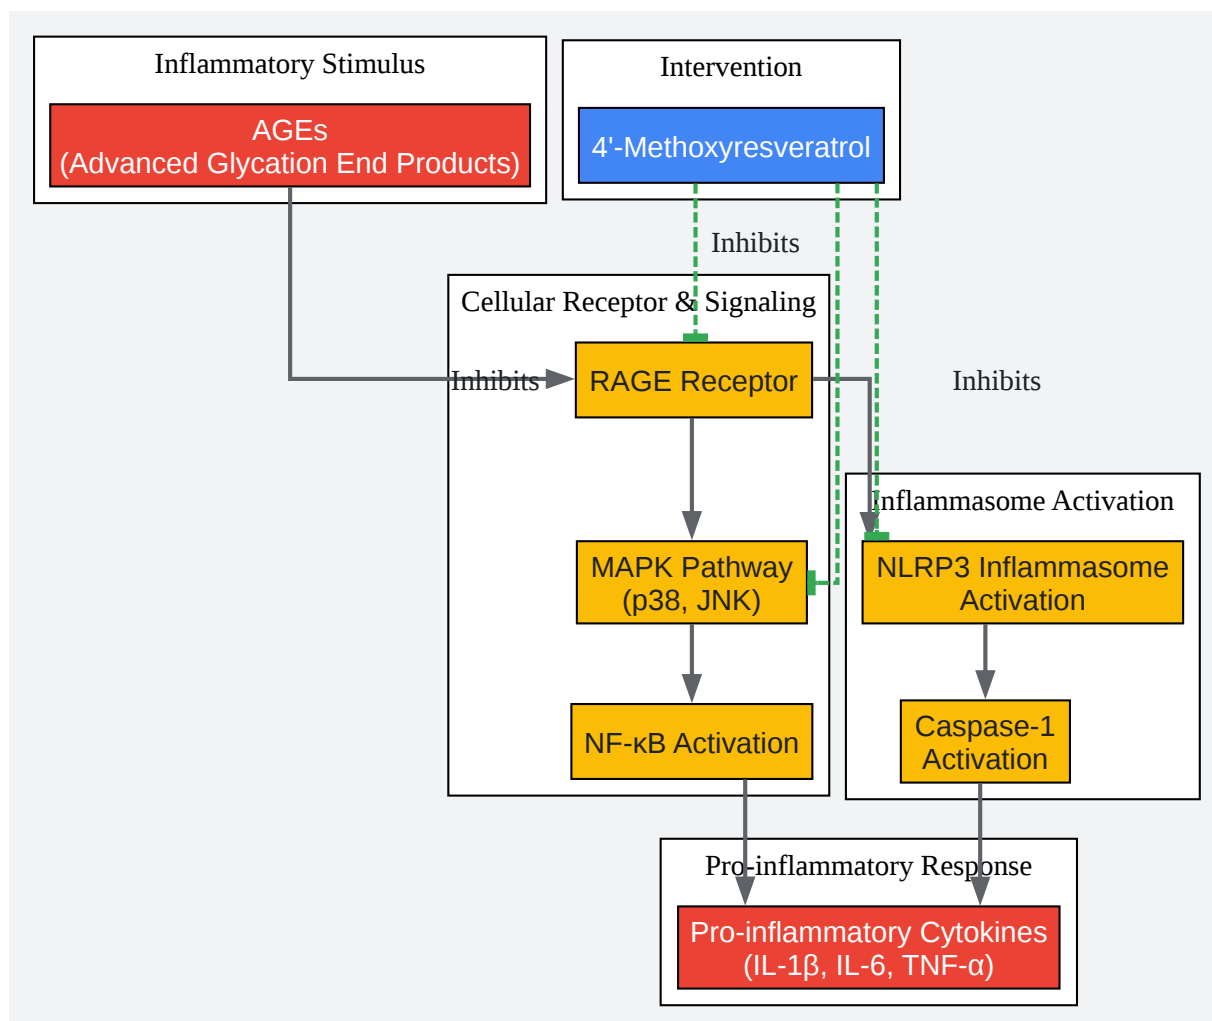 Inflammatory Stimulus
AGEs
(Advanced Glycation End Products)
Intervention
4'-Methoxyresveratrol
Inhibits
Cellular Receptor & Signaling
Inhibits
RAGE Receptor
Inhibits
MAPK Pathway
(p38, JNK)
NF-κB Activation
Inflammasome Activation
NLRP3 Inflammasome
Activation
Caspase-1
Activation
Pro-inflammatory Response
Pro-inflammatory Cytokines
(IL-1β, IL-6, TNF-α)